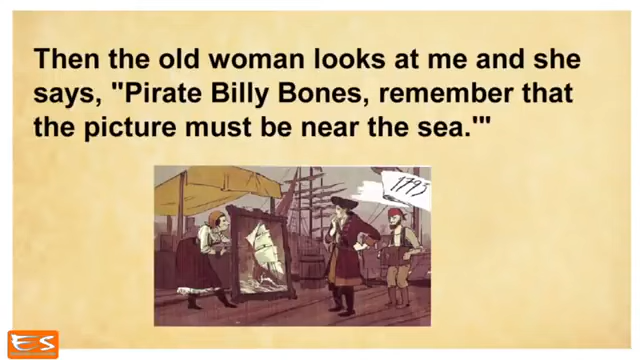 Then the old woman looks at me and she
says, "Pirate Billy Bones, remember that
the picture must be near the sea.'"
1793
ES